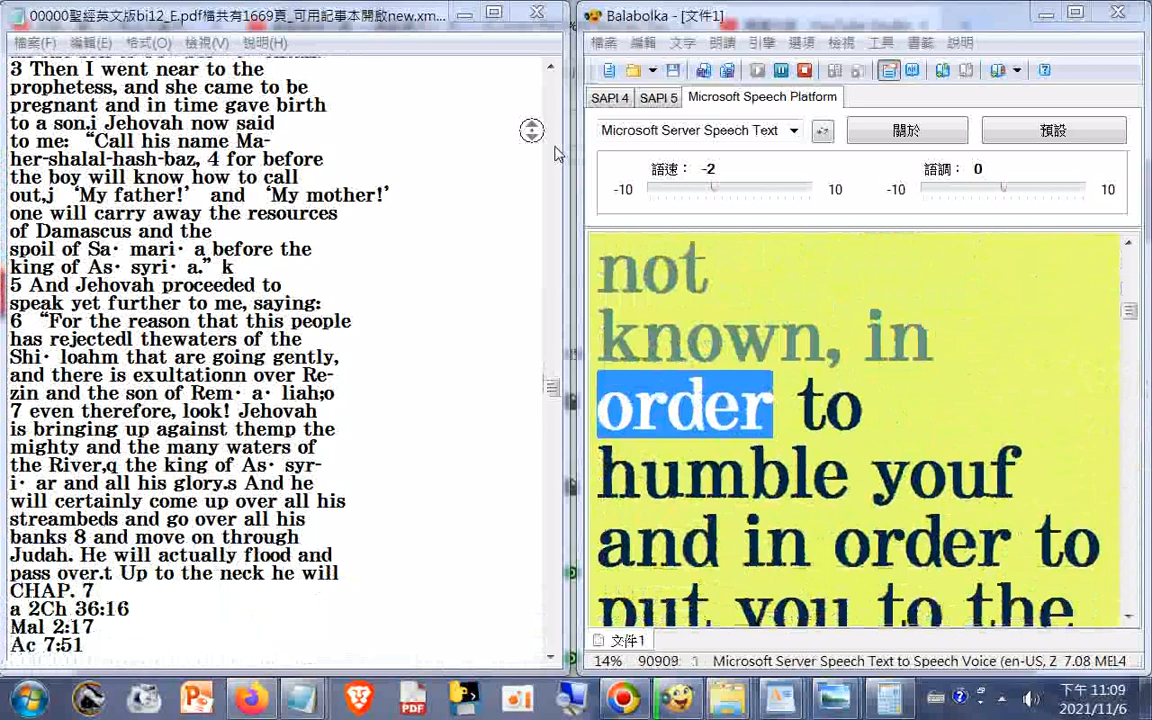 00000聖經英文版bi12_E.pdf檔共有1669頁_可用記事本開啟new.xm...
檔案(F) 編輯(E) 格式(O) 檢視(V) 說明(H)
3 Then I went near to the
prophetess, and she came to be
pregnant and in time gave birth
to a son.i Jehovah now said
to me: “Call his name Ma-
her-shalal-hash-baz, 4 for before
the boy will know how to call
out,j ‘My father!’ and ‘My mother!’
one will carry away the resources
of Damascus and the
spoil of Sa· mari· a before the
king of As· syri· a.” k
5 And Jehovah proceeded to
speak yet further to me, saying:
6 “For the reason that this people
has rejectedl thewaters of the
Shi· loahm that are going gently,
and there is exultationn over Re-
zin and the son of Rem· a· liah;o
7 even therefore, look! Jehovah
is bringing up against themp the
mighty and the many waters of
the River,q the king of As· syr-
i· ar and all his glory.s And he
will certainly come up over all his
streambeds and go over all his
banks 8 and move on through
Judah. He will actually flood and
pass over.t Up to the neck he will
CHAP. 7
a 2Ch 36:16
Mal 2:17
Ac 7:51
Balabolka - [文件1]
檔案 編輯 文字 朗讀 引擎 選項 檢視 工具 書籤 說明
SAPI 4 SAPI 5 Microsoft Speech Platform
Microsoft Server Speech Text 關於 預設
語速: -2 語調: 0
-10 10 -10 10
not
known, in
order to
humble youf
and in order to
put you to the
文件1
14% 90909: Microsoft Server Speech Text to Speech Voice (en-US, Z 7.08 МЕ
下午 11:09
2021/11/6